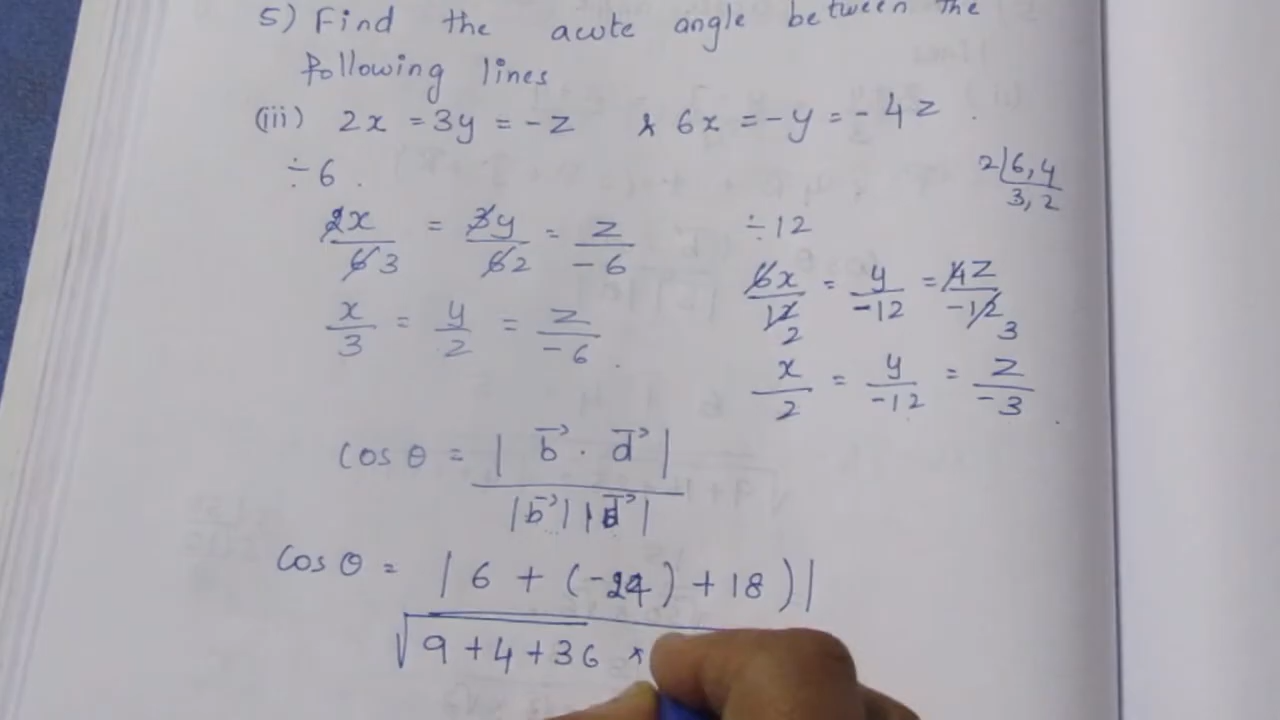 5) Find the acute angle between the
following lines
(iii) 2x = 3y = -z & 6x = -y = -4z .
÷6 .
2x/6 3 = 3y/6 2 = z/-6
x/3 = y/2 = z/-6 .
2 | 6, 4
3, 2
÷12
6x/12 2 = y/-12 = 4z/-12 3
x/2 = y/-12 = z/-3 .
Cos θ = | b⃗ . d⃗ | / |b⃗| |d⃗|
Cos θ = | 6 + (-24) + 18 ) |
√9 + 4 + 36 *